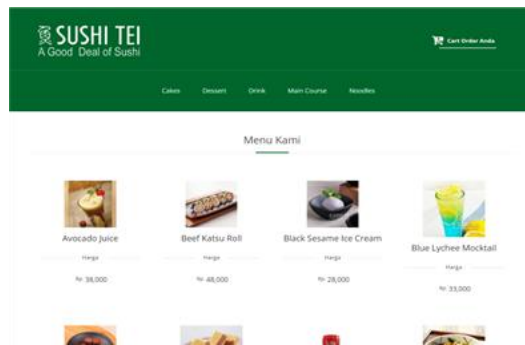 SUSHI TEI
A Good Deal of Sushi
Cart Order Anda
Cakes Dessert Drink Main Course Noodles
Menu Kami
Avocado Juice
Harga
Rp 38,000
Beef Katsu Roll
Harga
Rp 48,000
Black Sesame Ice Cream
Harga
Rp 28,000
Blue Lychee Mocktail
Harga
Rp 33,000